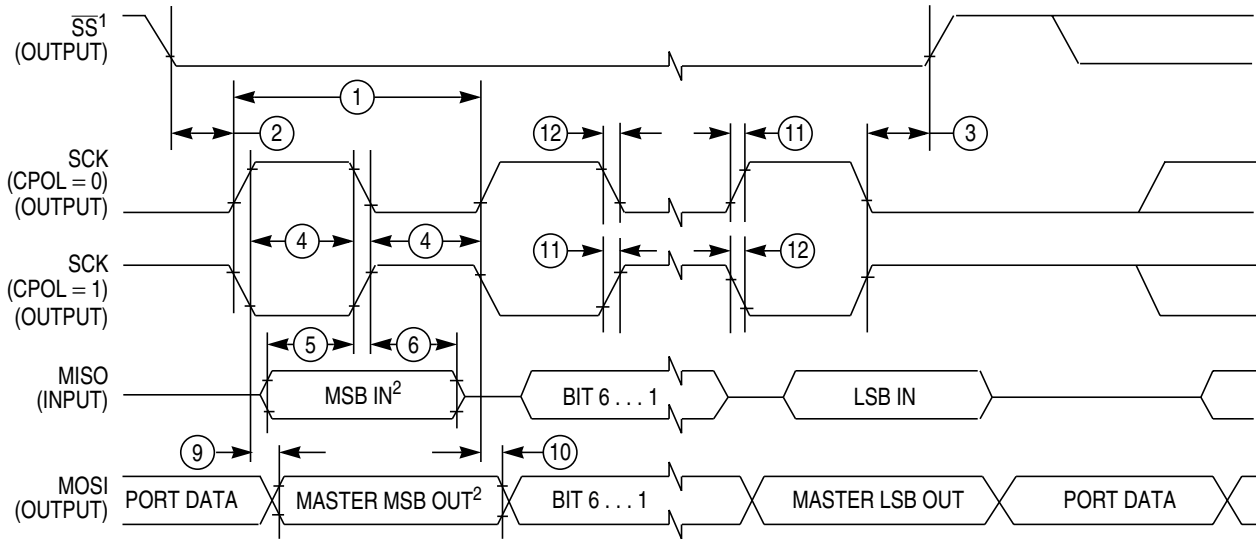 SS¹
(OUTPUT)
1
2
12
11
3
SCK
(CPOL = 0)
(OUTPUT)
4
4
11
12
SCK
(CPOL = 1)
(OUTPUT)
5
6
MISO
(INPUT)
MSB IN²
BIT 6 . . . 1
LSB IN
9
10
MOSI
(OUTPUT)
PORT DATA
MASTER MSB OUT²
BIT 6 . . . 1
MASTER LSB OUT
PORT DATA